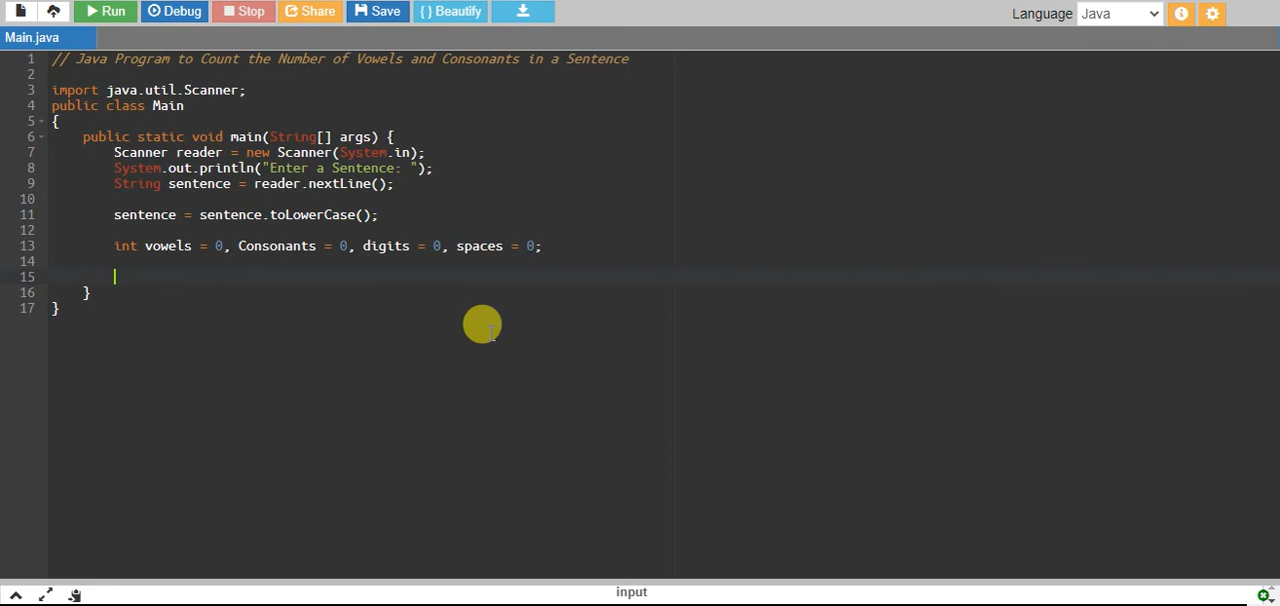 Run Debug Stop Share Save { } Beautify Language Java
Main.java
1 // Java Program to Count the Number of Vowels and Consonants in a Sentence
2
3 import java.util.Scanner;
4 public class Main
5 {
6 public static void main(String[] args) {
7 Scanner reader = new Scanner(System.in);
8 System.out.println("Enter a Sentence: ");
9 String sentence = reader.nextLine();
10
11 sentence = sentence.toLowerCase();
12
13 int vowels = 0, Consonants = 0, digits = 0, spaces = 0;
14
15
16 }
17 }
input